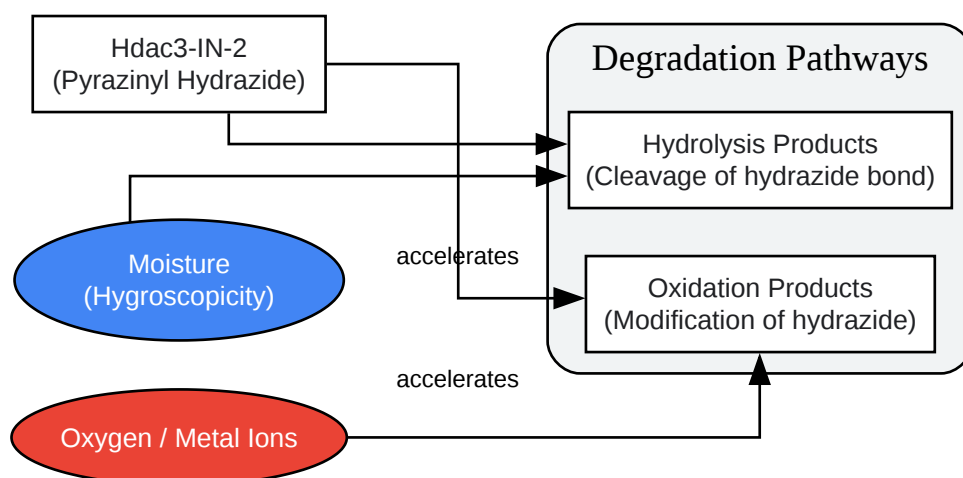 Hdac3-IN-2
(Pyrazinyl Hydrazide)
Degradation Pathways
Hydrolysis Products
(Cleavage of hydrazide bond)
Moisture
(Hygroscopicity)
accelerates
Oxidation Products
(Modification of hydrazide)
accelerates
Oxygen / Metal Ions